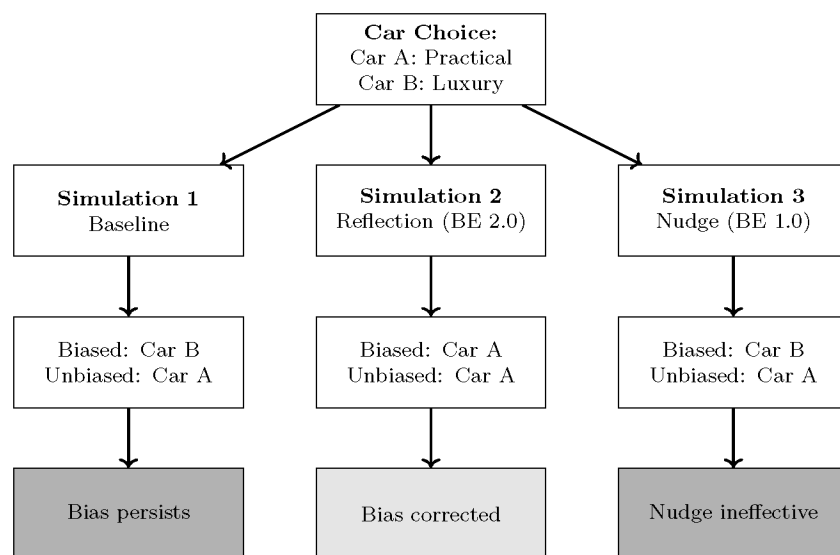 Car Choice:
Car A: Practical
Car B: Luxury
Simulation 1
Baseline
Simulation 2
Reflection (BE 2.0)
Simulation 3
Nudge (BE 1.0)
Biased: Car B
Unbiased: Car A
Biased: Car A
Unbiased: Car A
Biased: Car B
Unbiased: Car A
Bias persists
Bias corrected
Nudge ineffective